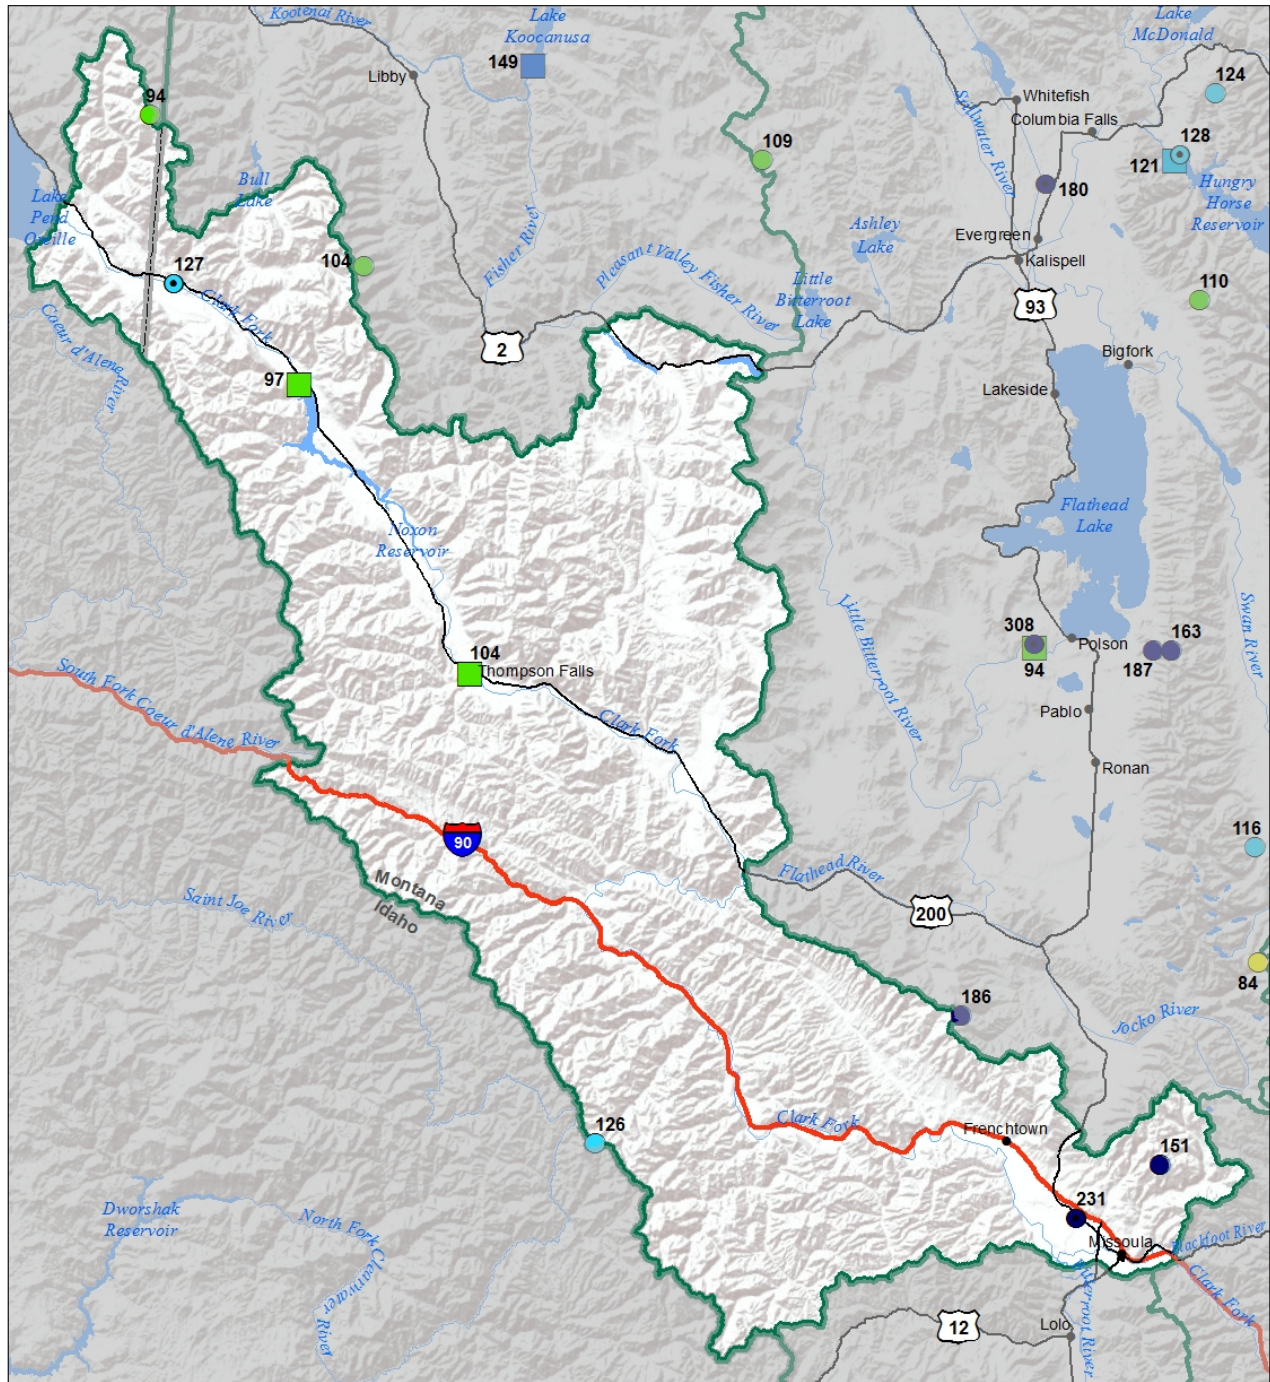 Kootenai River
Lake
Koocanusa
Lake
McDonald
149
Libby
94
124
Whitefish
Columbia Falls
Stillwater River
109
128
121
180
Hungry
Horse
Reservoir
Bull
Lake
Lake
Pend
Oreille
Ashley
Lake
Evergreen
Kalispell
104
127
Fisher River
Pleasant Valley Fisher River
Little
Bitterroot
Lake
110
93
Clark Fork
Coeur d'Alene
River
2
Bigfork
97
Lakeside
Flathead
Lake
Noxon
Reservoir
Little Bitterroot River
Swan River
308
94
Polson
163
187
104
Thompson Falls
South Fork Coeur d'Alene River
Clark Fork
Pablo
Ronan
90
116
Montana
Idaho
Flathead River
Saint Joe River
200
84
186
Jocko River
126
Clark Fork
Frenchtown
151
231
Dworshak
Reservoir
North Fork Clearwater
River
Missoula
Blackfoot River
Bitterroot River
Clark Fork
12
Lolo